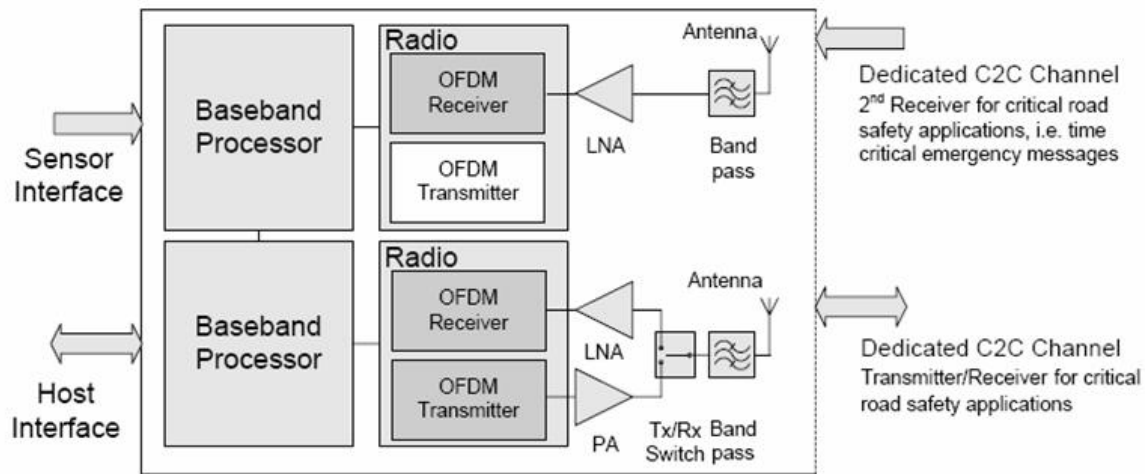 Radio
Antenna
OFDM
Receiver
Baseband
Processor
LNA
Band
pass
OFDM
Transmitter
Sensor
Interface
Dedicated C2C Channel
2nd Receiver for critical road
safety applications, i.e. time
critical emergency messages
Radio
Antenna
OFDM
Receiver
Baseband
Processor
LNA
OFDM
Transmitter
PA
Tx/Rx
Switch
Band
pass
Host
Interface
Dedicated C2C Channel
Transmitter/Receiver for critical
road safety applications